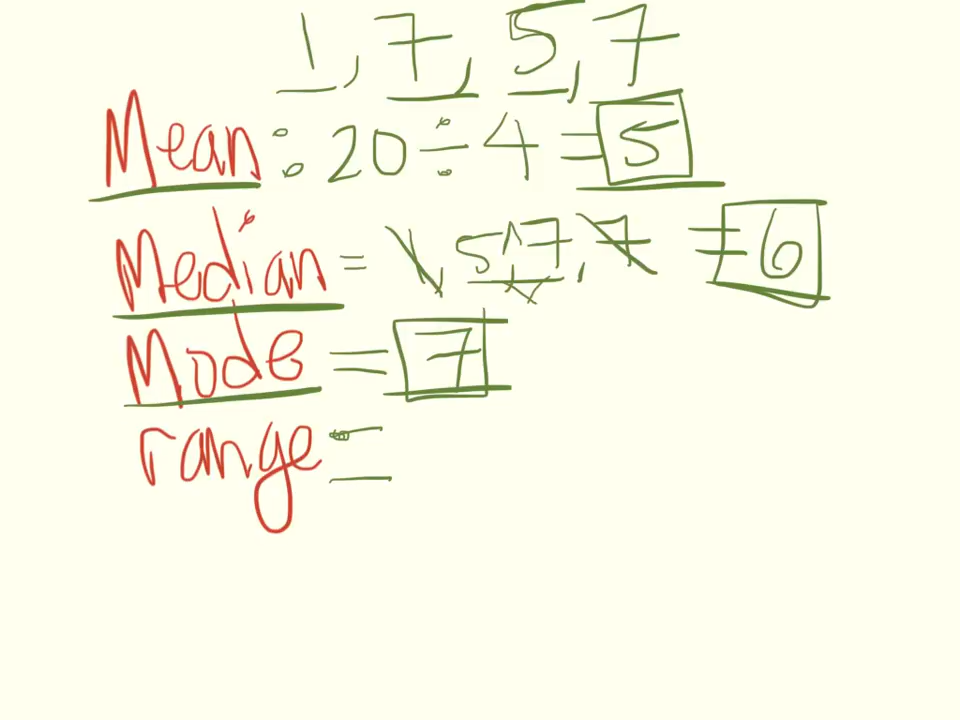 1, 7, 5, 7
Mean: 20 ÷ 4 = 5
Median = 1, 5 ^ 7, 7 = 6
Mode = 7
range =